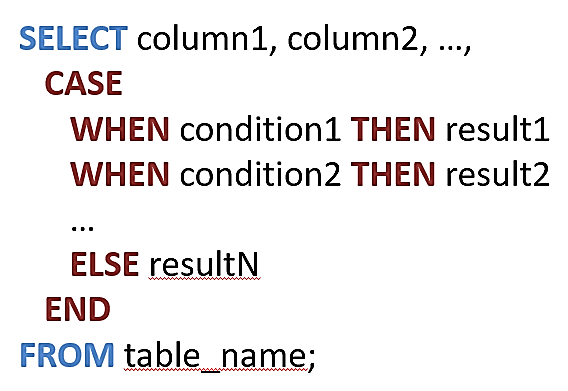 SELECT column1, column2, …,
CASE
WHEN condition1 THEN result1
WHEN condition2 THEN result2
…
ELSE resultN
END
FROM table_name;